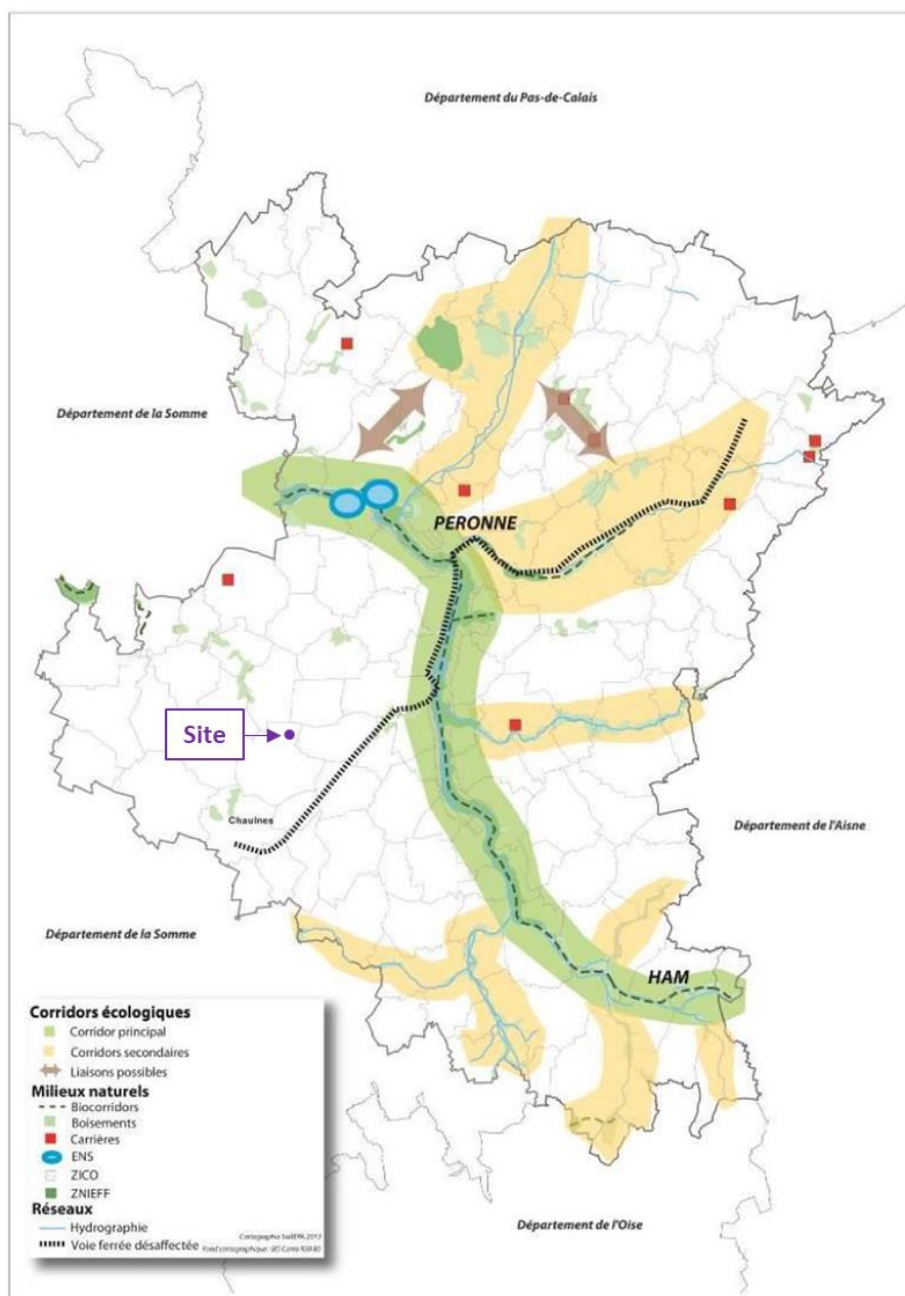 Département du Pas-de-Calais
Département de la Somme
PERONNE
Site
Chaulnes
Département de l'Aisne
Département de la Somme
HAM
Corridors écologiques
Corridor principal
Corridors secondaires
Liaisons possibles
Milieux naturels
Biocorridors
Boisements
Carrières
ENS
ZICO
ZNIEFF
Réseaux
Hydrographie
Voie ferrée désaffectée
Département de l'Oise